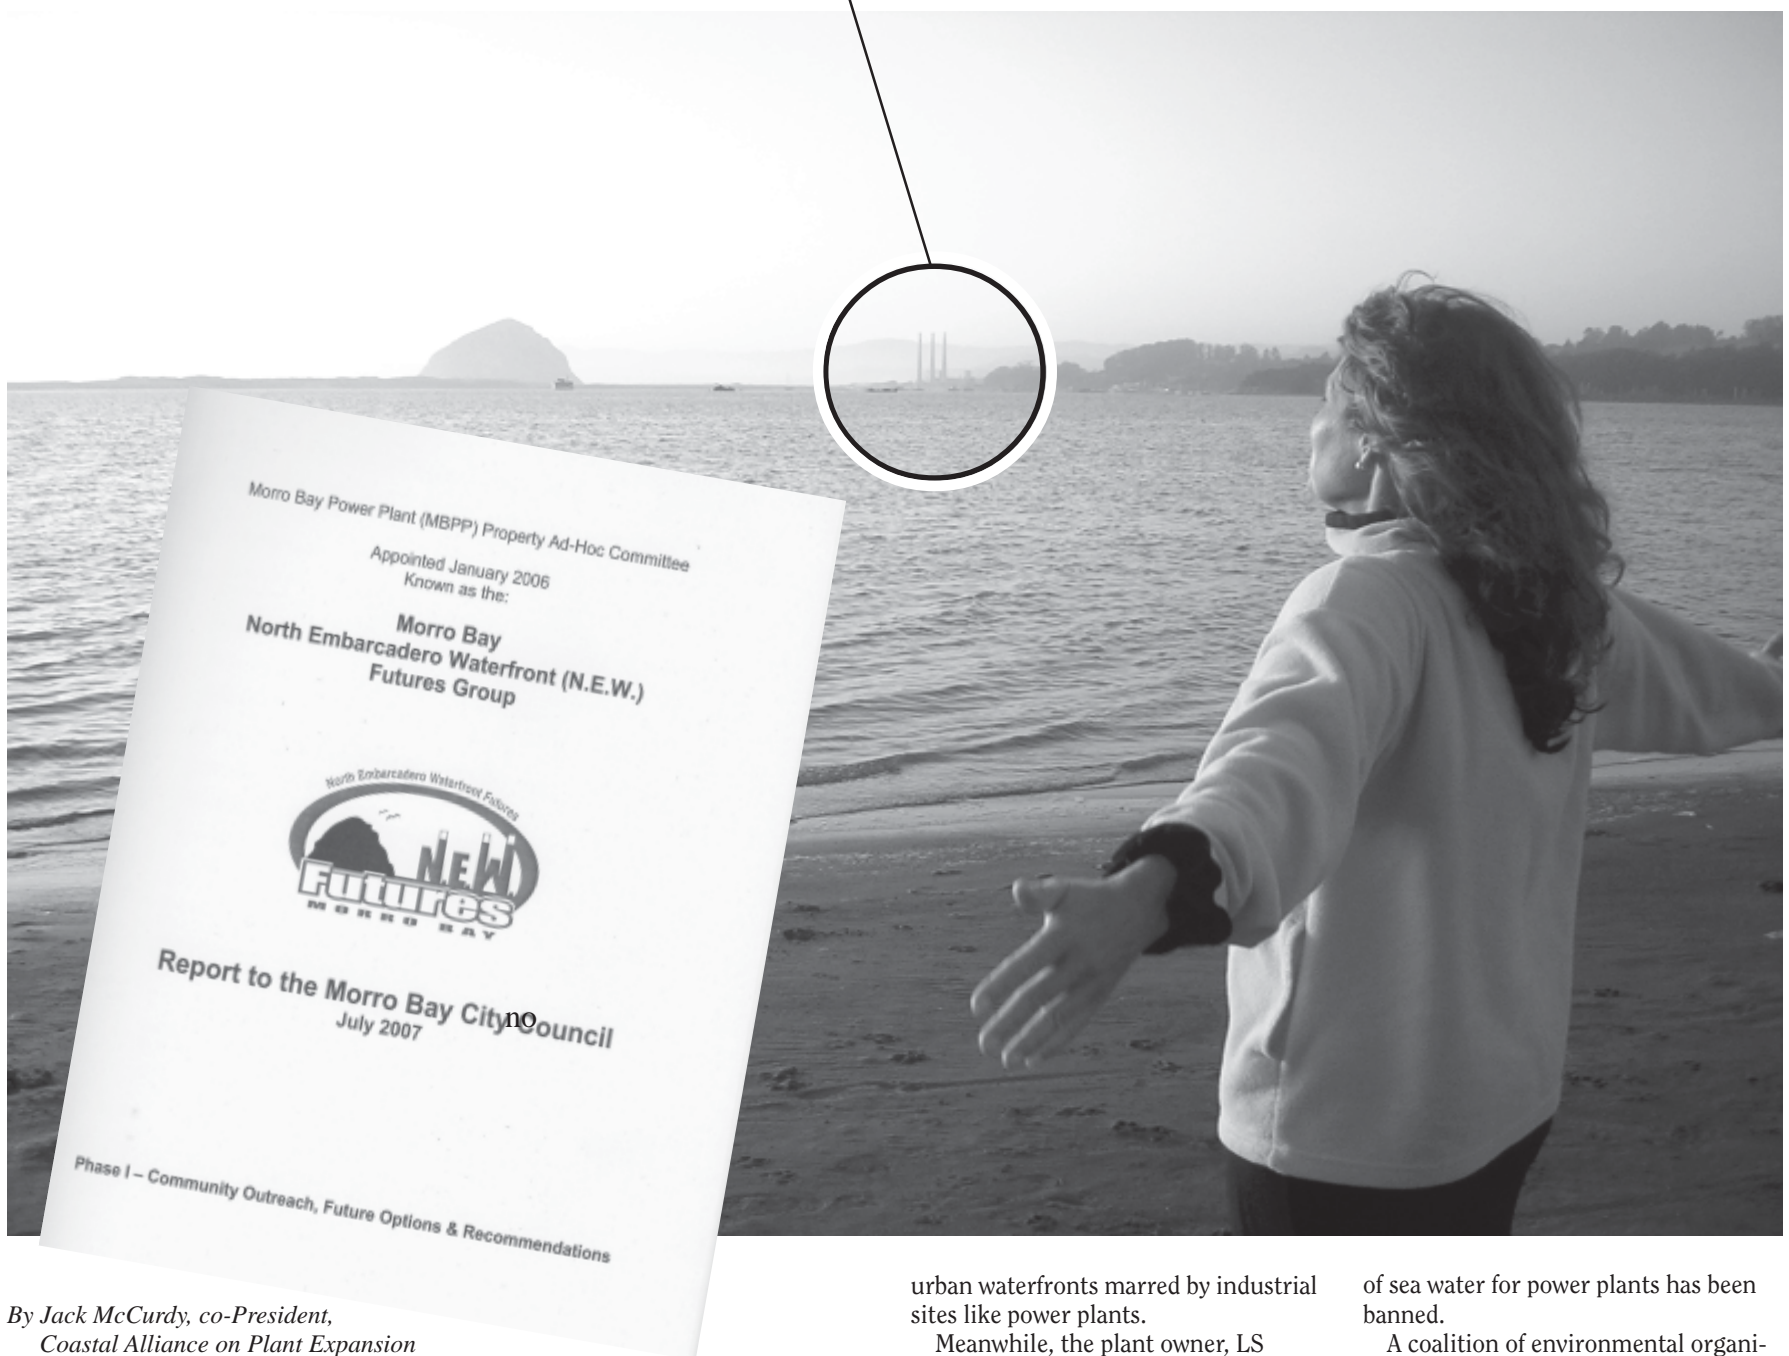 Morro Bay Power Plant (MBPP) Property Ad-Hoc Committee
Appointed January 2006
Known as the:
Morro Bay
North Embarcadero Waterfront (N.E.W.)
Futures Group
North Embarcadero Waterfront Futures
N.E.W.
Futures
MORRO BAY
Report to the Morro Bay City Council
no
July 2007
Phase I – Community Outreach, Future Options & Recommendations
By Jack McCurdy, co-President,
Coastal Alliance on Plant Expansion
urban waterfronts marred by industrial
sites like power plants.
Meanwhile, the plant owner, LS
of sea water for power plants has been
banned.
A coalition of environmental organi-